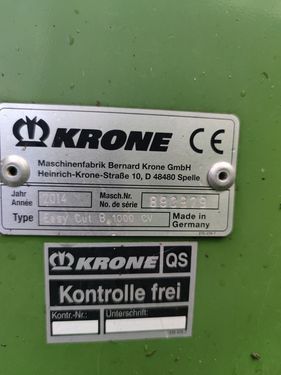 KRONE CE
Maschinenfabrik Bernard Krone GmbH
Heinrich-Krone-Straße 10, D 48480 Spelle
Jahr
Année 2014 Masch.Nr.
No. de série
Type Easy Cut B 1000 CV Made in
Germany
KRONE QS
Kontrolle frei
Kontr.-Nr.: Unterschrift: